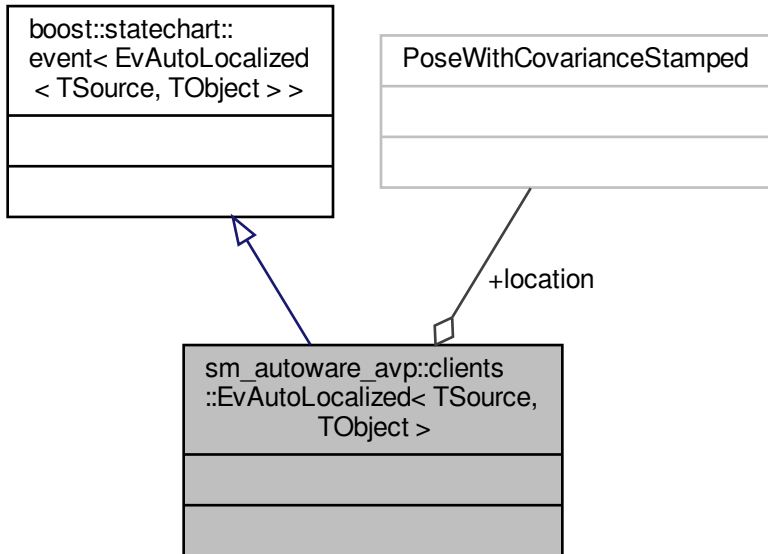 boost::statechart::
event< EvAutoLocalized
< TSource, TObject > >
PoseWithCovarianceStamped
+location
sm_autoware_avp::clients
::EvAutoLocalized< TSource,
TObject >